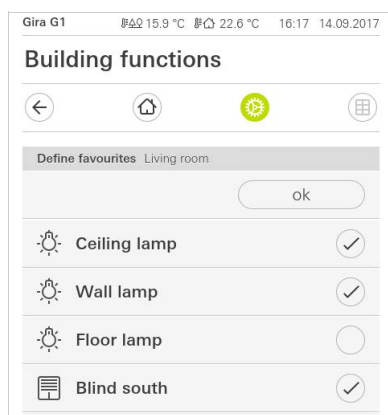 Gira G1 15.9 °C 22.6 °C 16:17 14.09.2017
Building functions
Define favourites Living room
ok
Ceiling lamp
Wall lamp
Floor lamp
Blind south